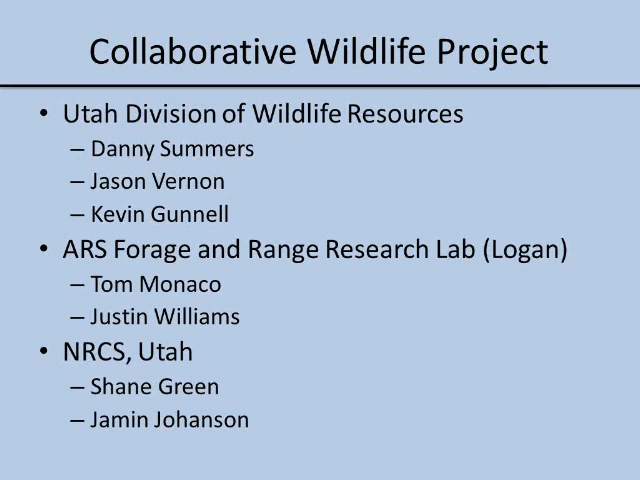 Collaborative Wildlife Project
• Utah Division of Wildlife Resources
– Danny Summers
– Jason Vernon
– Kevin Gunnell
• ARS Forage and Range Research Lab (Logan)
– Tom Monaco
– Justin Williams
• NRCS, Utah
– Shane Green
– Jamin Johanson